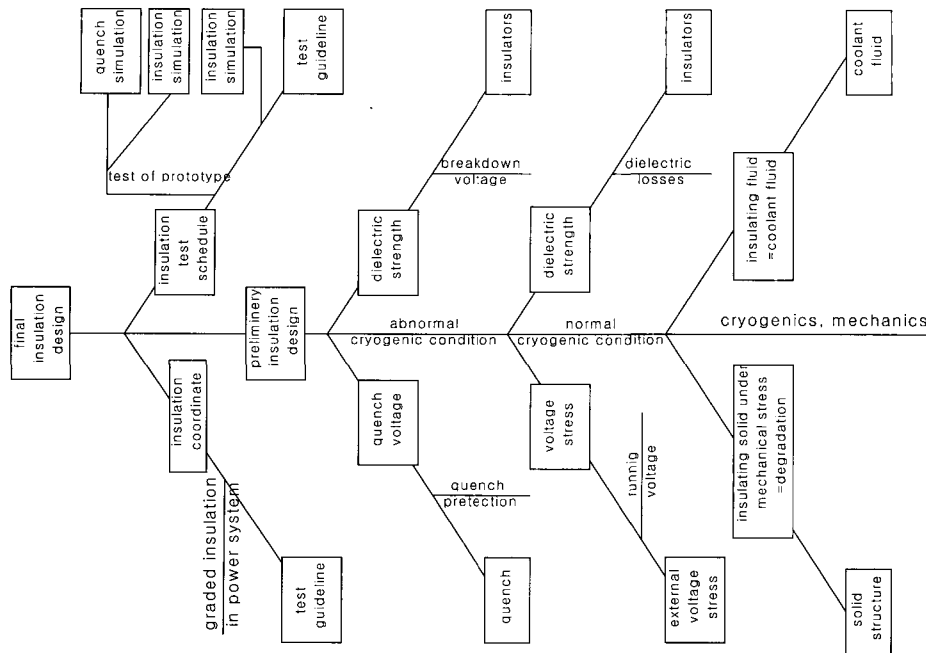 final
insulation
design
quench
simulation
insulation
simulation
insulation
simulation
test
guideline
test of prototype
insulation
test
schedule
insulation
coordinate
graded insulation
in power system
test
guideline
preliminery
insulation
design
dielectric
strength
breakdown
voltage
insulators
abnormal
cryogenic condition
quench
voltage
quench
pretection
quench
dielectric
strength
dielectric
losses
insulators
normal
cryogenic condition
voltage
stress
runnig
voltage
external
voltage
stress
insulating fluid
=coolant fluid
coolant
fluid
cryogenics, mechanics
insulating solid under
mechanical stress
=degradation
solid
structure